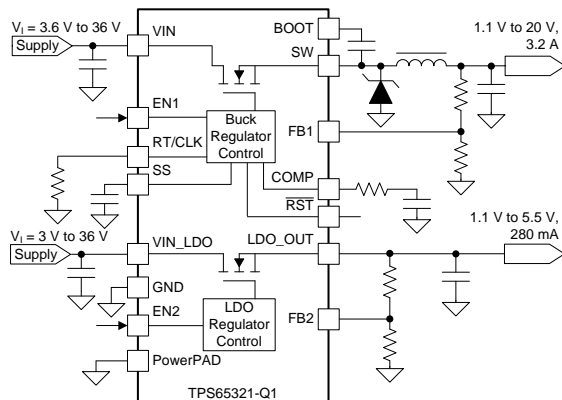 V_I = 3.6 V to 36 V
Supply
VIN
BOOT
SW
1.1 V to 20 V,
3.2 A
EN1
Buck
Regulator
Control
RT/CLK
SS
FB1
COMP
RST
V_I = 3 V to 36 V
Supply
VIN_LDO
LDO_OUT
1.1 V to 5.5 V,
280 mA
GND
EN2
LDO
Regulator
Control
FB2
PowerPAD
TPS65321-Q1